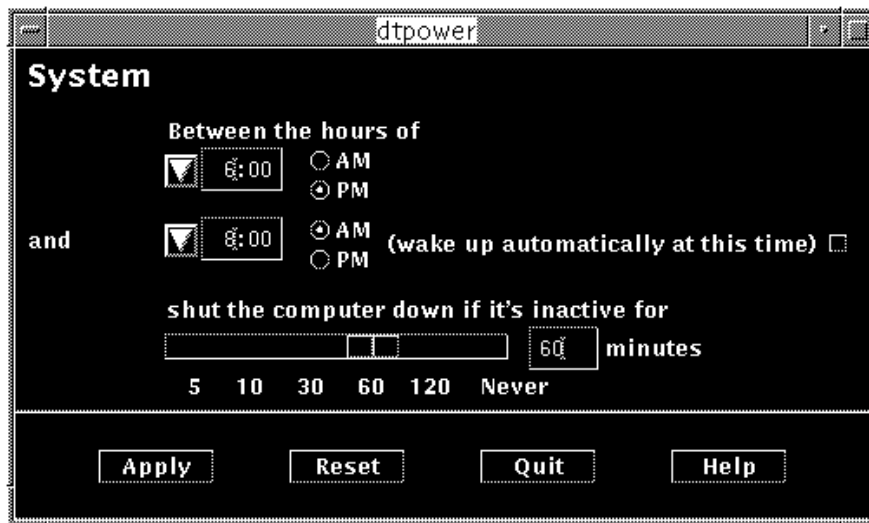 dtpower
System
Between the hours of
6:00 AM
PM
and 8:00 AM (wake up automatically at this time)
PM
shut the computer down if it's inactive for
60 minutes
5 10 30 60 120 Never
Apply Reset Quit Help